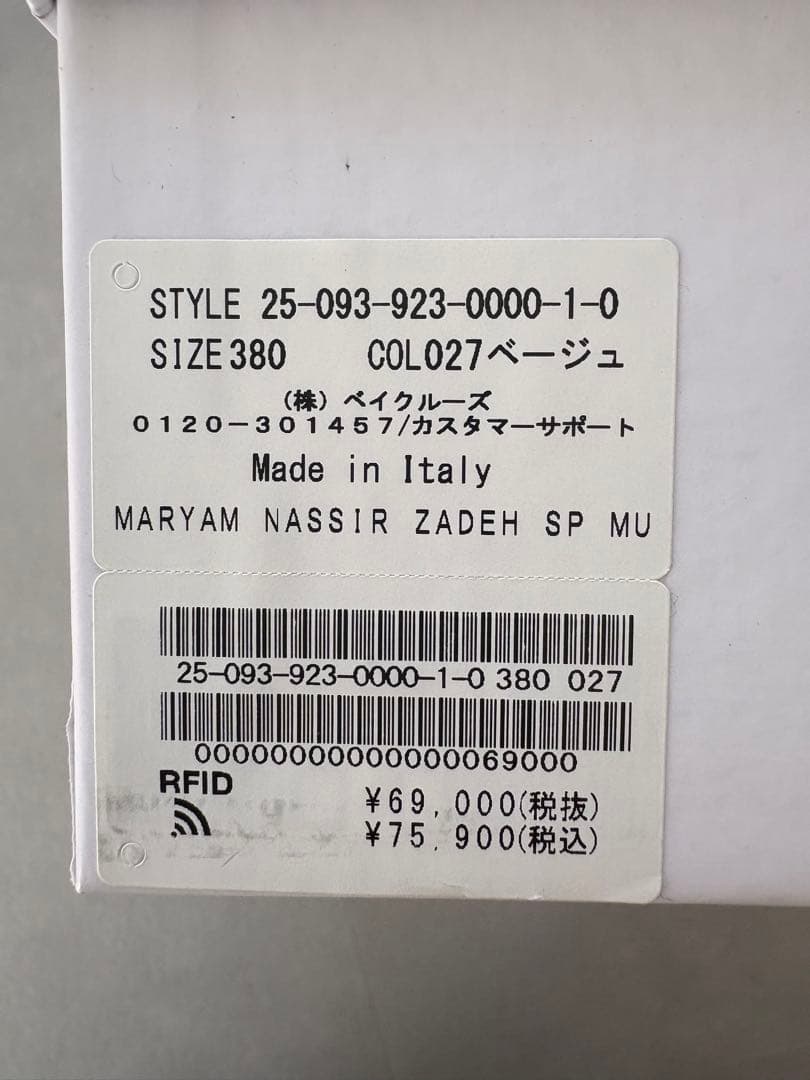 STYLE 25-093-923-0000-1-0
SIZE380 COL027ベージュ
（株）ベイクルーズ
０１２０－３０１４５７/カスタマーサポート
Made in Italy
MARYAM NASSIR ZADEH SP MU
25-093-923-0000-1-0 380 027
00000000000000069000
RFID
¥69,000(税抜)
¥75,900(税込)